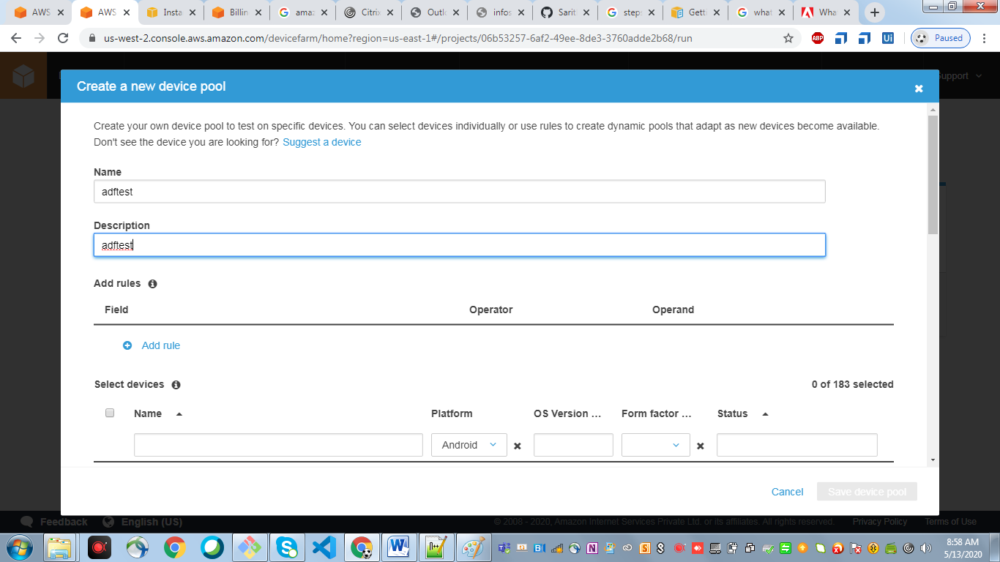 AWS
AWS
Insta
Billin
amaz
Citrix
Outlo
infos
Sarit
step
Gett
what
Wha
us-west-2.console.aws.amazon.com/devicefarm/home?region=us-east-1#/projects/06b53257-6af2-49ee-8de3-3760adde2b68/run
ABP
Ui
Paused
Support
Create a new device pool
Create your own device pool to test on specific devices. You can select devices individually or use rules to create dynamic pools that adapt as new devices become available.
Don't see the device you are looking for? Suggest a device
Name
adftest
Description
adftest
Add rules
Field Operator Operand
Add rule
Select devices 0 of 183 selected
Name Platform OS Version ... Form factor ... Status
Android
Cancel Save device pool
Feedback English (US) © 2008 - 2020, Amazon Internet Services Private Ltd. or its affiliates. All rights reserved. Privacy Policy Terms of Use
8:58 AM
5/13/2020